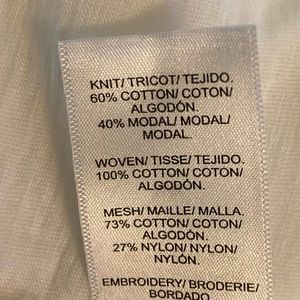 KNIT/ TRICOT/ TEJIDO.
60% COTTON/ COTON/
ALGODÓN.
40% MODAL/ MODAL/
MODAL.
WOVEN/ TISSE/ TEJIDO.
100% COTTON/ COTON/
ALGODÓN.
MESH/ MAILLE/ MALLA.
73% COTTON/ COTON/
ALGODÓN.
27% NYLON/ NYLON/
NYLÓN.
EMBROIDERY/ BRODERIE/
BORDADO